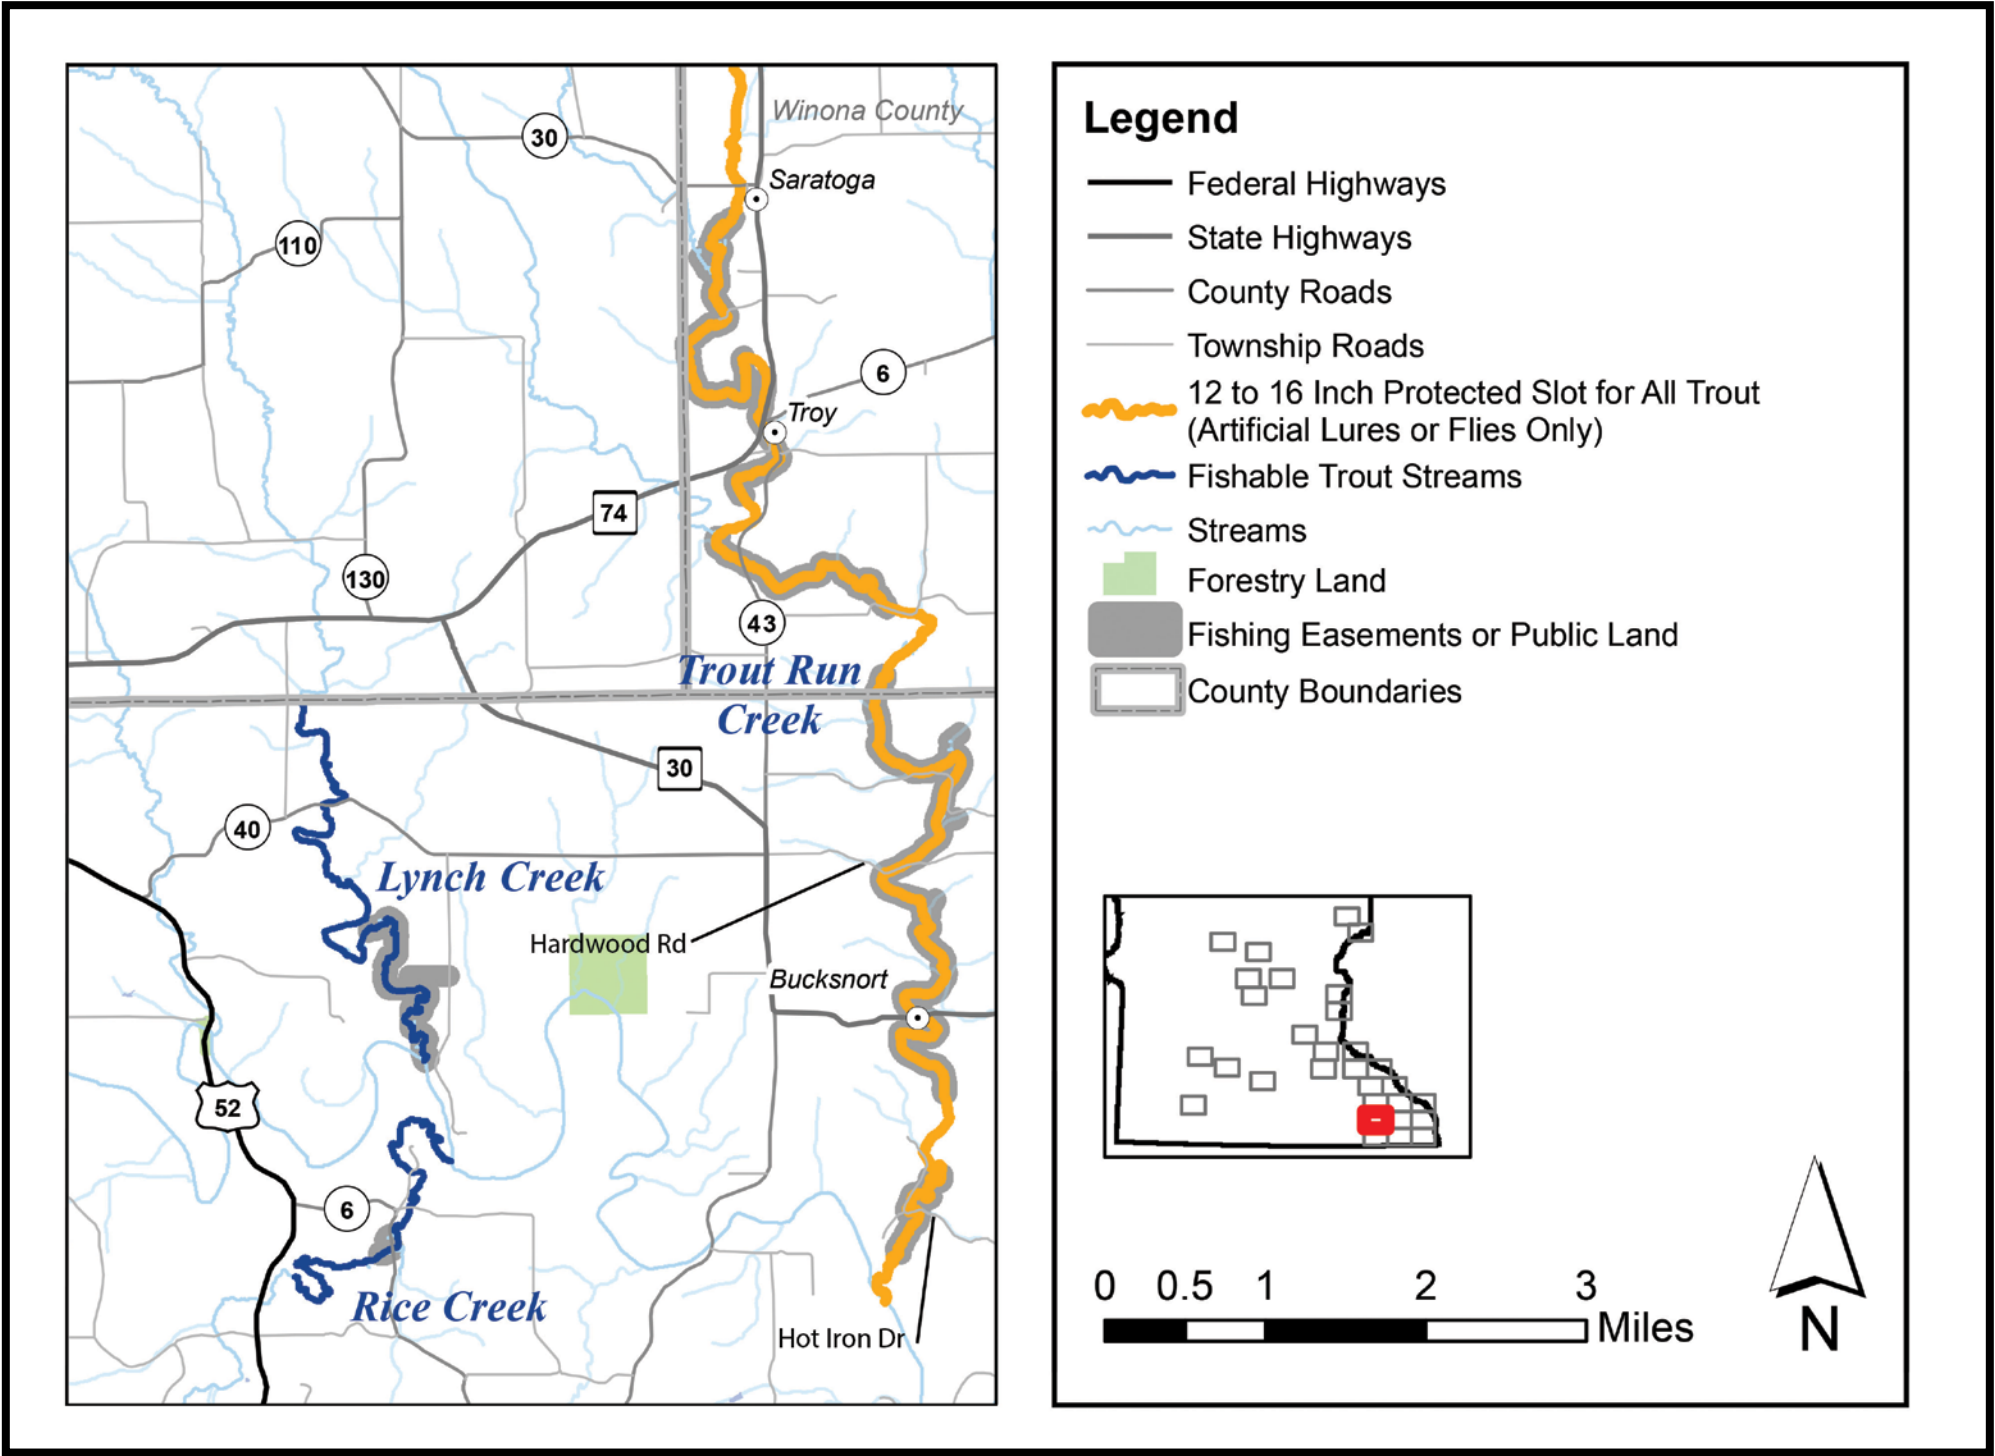 Winona County
30
Saratoga
110
6
Troy
74
130
43
Trout Run
Creek
30
40
Lynch Creek
Hardwood Rd
Bucksnort
52
6
Rice Creek
Hot Iron Dr
Legend
Federal Highways
State Highways
County Roads
Township Roads
12 to 16 Inch Protected Slot for All Trout
(Artificial Lures or Flies Only)
Fishable Trout Streams
Streams
Forestry Land
Fishing Easements or Public Land
County Boundaries
0 0.5 1 2 3
Miles
N